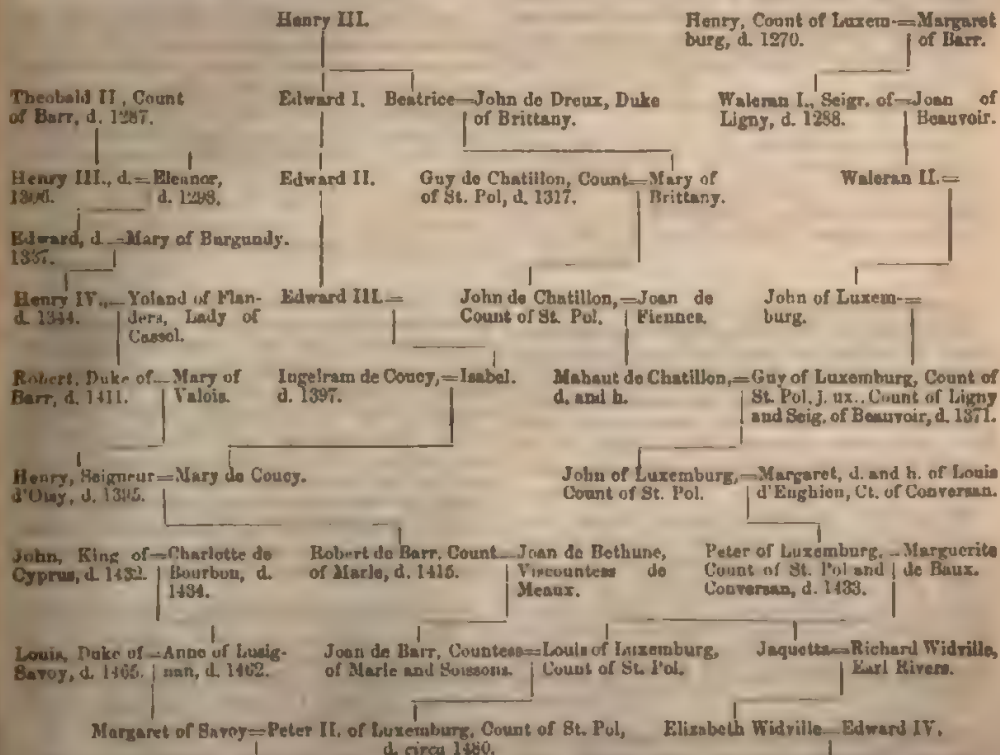 Henry III.
Henry, Count of Luxem-=Margaret
burg, d. 1270. of Barr.
Theobald II, Count
of Barr, d. 1287.
Edward I. Beatrice=John de Dreux, Duke
of Brittany.
Waleran I., Seigr. of=Joan of
Ligny, d. 1288. Beauvoir.
Henry III., d.=Eleanor,
d. 1298.
Edward II.
Guy de Chatillon, Count=Mary of
of St. Pol, d. 1317. Brittany.
Waleran II.=
Edward, d.=Mary of Burgundy.
Henry IV.,=Yoland of Flan-
d. 1344. ders, Lady of
Cassel.
Edward III.=
John de Chatillon,=Joan de
Count of St. Pol. Fiennes.
John of Luxem-=
burg.
Robert, Duke of=Mary of
Barr, d. 1411. Valois.
Ingelram de Coucy,=Isabel.
d. 1397.
Mahaut de Chatillon,=Guy of Luxemburg, Count of
d. and h. St. Pol, j. ux., Count of Ligny
and Seig. of Beauvoir, d. 1371.
Henry, Seigneur=Mary de Coucy.
John of Luxemburg,=Margaret, d. and h. of Louis
Count of St. Pol. d'Enghien, Ct. of Conversan.
John, King of=Charlotte de
Cyprus, d. 1432. Bourbon, d.
1434.
Robert de Barr, Count=Joan de Bethune,
of Marle, d. 1415. Viscountess de
Meaux.
Peter of Luxemburg,=Marguerite
Count of St. Pol and de Baux.
Conversan, d. 1433.
Louis, Duke of=Anne of Lusig-
Savoy, d. 1465. nan, d. 1462.
Joan de Barr, Countess=Louis of Luxemburg,
of Marle and Soissons. Count of St. Pol.
Jaquetta=Richard Widville,
Earl Rivers.
Margaret of Savoy=Peter II. of Luxemburg, Count of St. Pol,
d. circa 1480.
Elizabeth Widville=Edward IV.